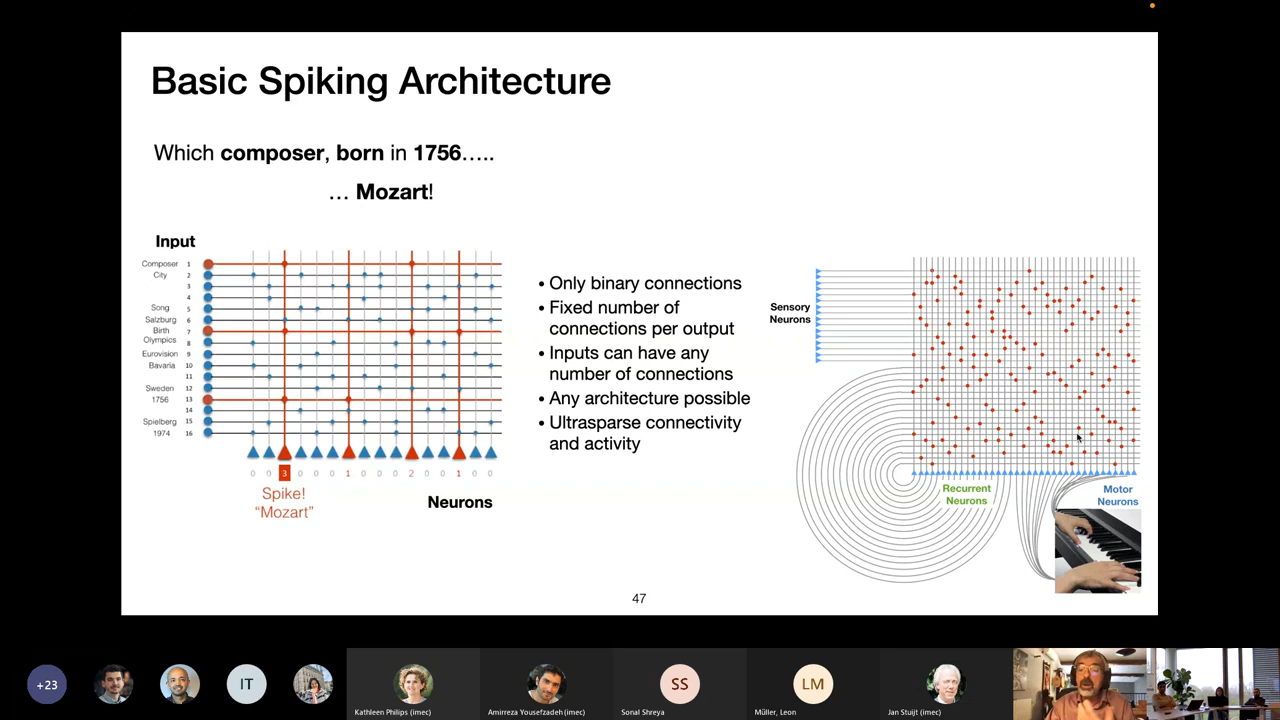 Basic Spiking Architecture
Which composer, born in 1756…..
… Mozart!
Input
Composer 1
City 2
3
4
Song 5
Salzburg 6
Birth 7
Olympics 8
Eurovision 9
Bavaria 10
11
Sweden 12
1756 13
14
Spielberg 15
1974 16
0 0 3 0 0 0 1 0 0 0 2 0 0 1 0 0
Spike!
“Mozart”
Neurons
• Only binary connections
• Fixed number of
connections per output
• Inputs can have any
number of connections
• Any architecture possible
• Ultrasparse connectivity
and activity
Sensory
Neurons
Recurrent
Neurons
Motor
Neurons
47
+23
IT
Kathleen Philips (imec)
Amirreza Yousefzadeh (imec)
SS
Sonal Shreya
LM
Müller, Leon
Jan Stuijt (imec)